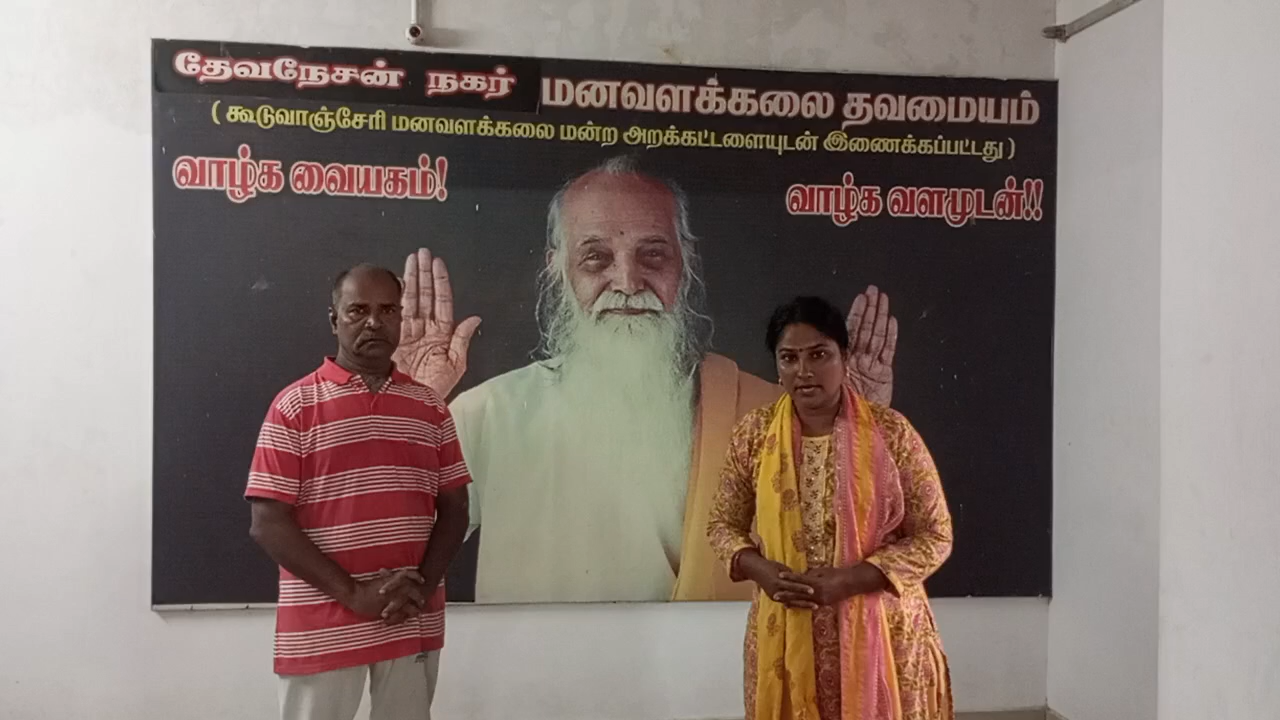 தேவநேசன் நகர் மனவளக்கலை தவமையம்
( கூடுவாஞ்சேரி மனவளக்கலை மன்ற அறக்கட்டளையுடன் இணைக்கப்பட்டது )
வாழ்க வையகம்! வாழ்க வளமுடன்!!